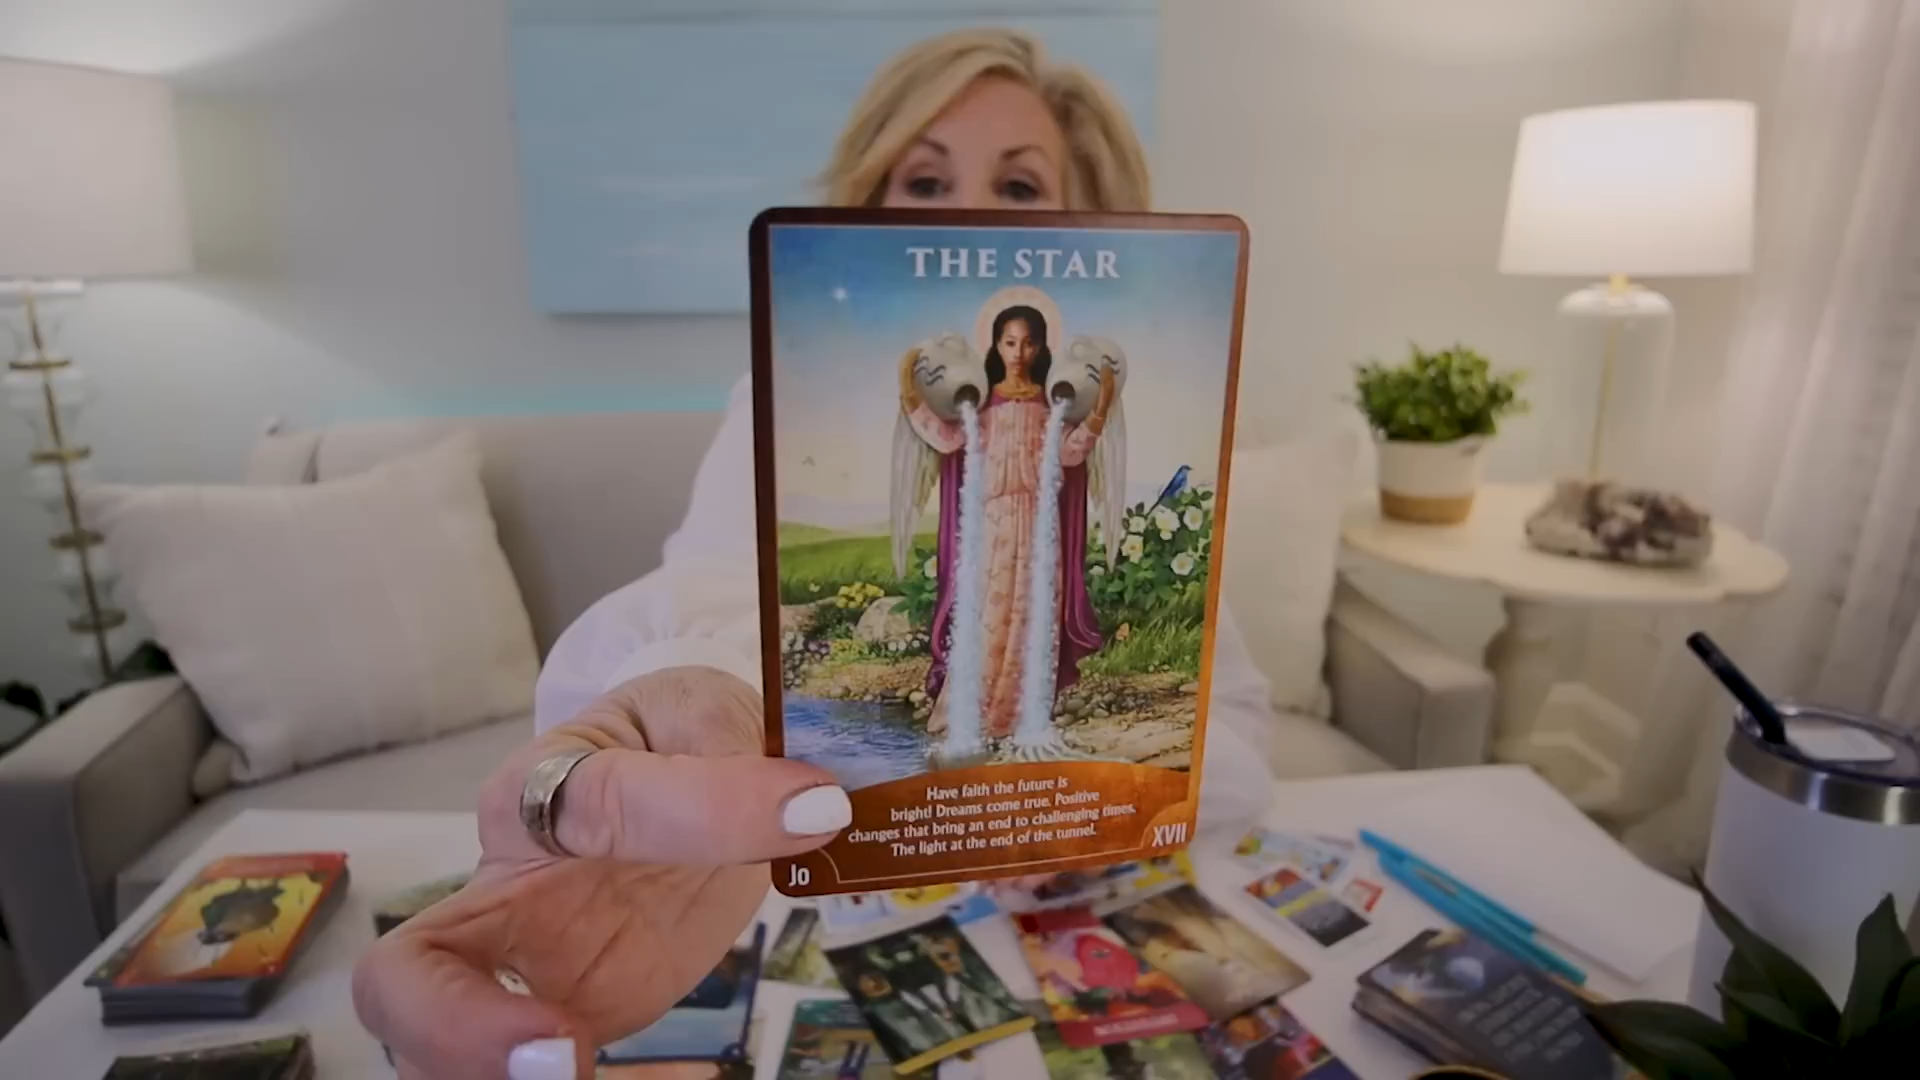 THE STAR
Have faith the future is
bright! Dreams come true. Positive
changes that bring an end to challenging times.
The light at the end of the tunnel.
XVII
Jo